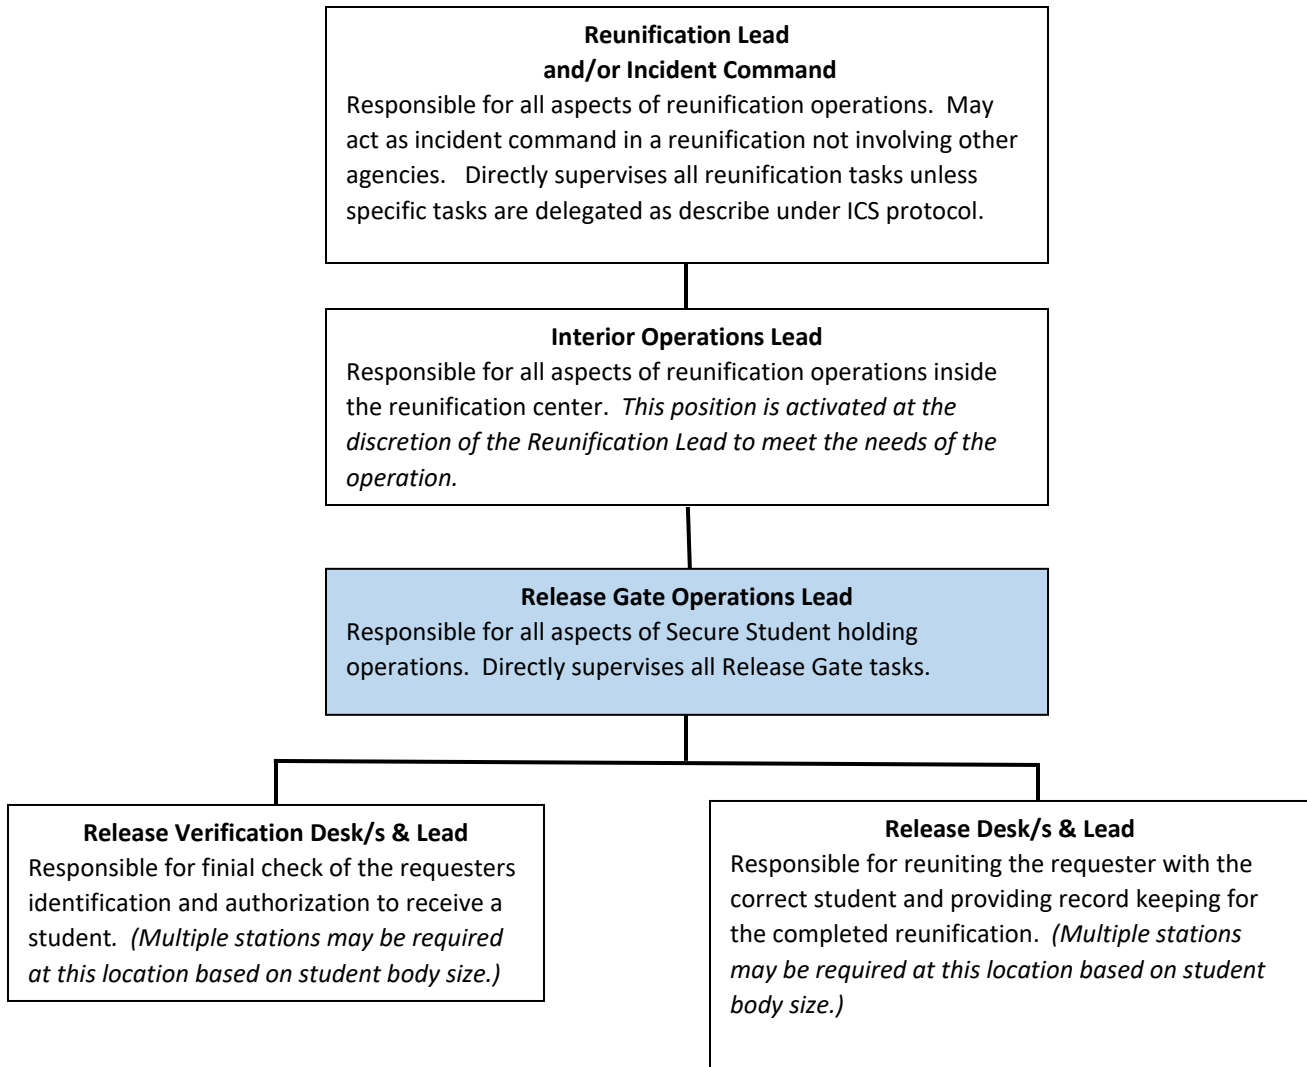 Reunification Lead
and/or Incident Command
Responsible for all aspects of reunification operations.  May
act as incident command in a reunification not involving other
agencies.   Directly supervises all reunification tasks unless
specific tasks are delegated as describe under ICS protocol.
Interior Operations Lead
Responsible for all aspects of reunification operations inside
the reunification center.  This position is activated at the
discretion of the Reunification Lead to meet the needs of the
operation.
Release Gate Operations Lead
Responsible for all aspects of Secure Student holding
operations.  Directly supervises all Release Gate tasks.
Release Verification Desk/s & Lead
Responsible for finial check of the requesters
identification and authorization to receive a
student.  (Multiple stations may be required
at this location based on student body size.)
Release Desk/s & Lead
Responsible for reuniting the requester with the
correct student and providing record keeping for
the completed reunification.  (Multiple stations
may be required at this location based on student
body size.)